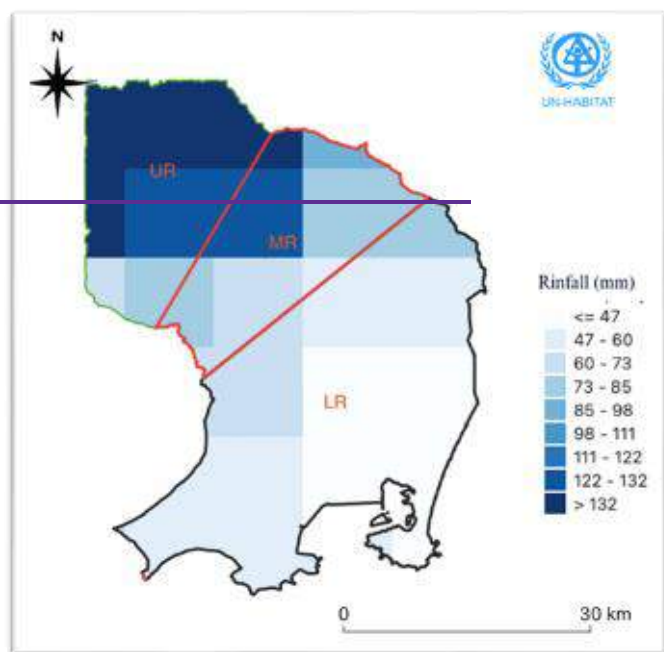 N
UN-HABITAT
UR
MR
Rinfall (mm)
<= 47
47 - 60
60 - 73
73 - 85
85 - 98
98 - 111
111 - 122
122 - 132
> 132
LR
0 30 km